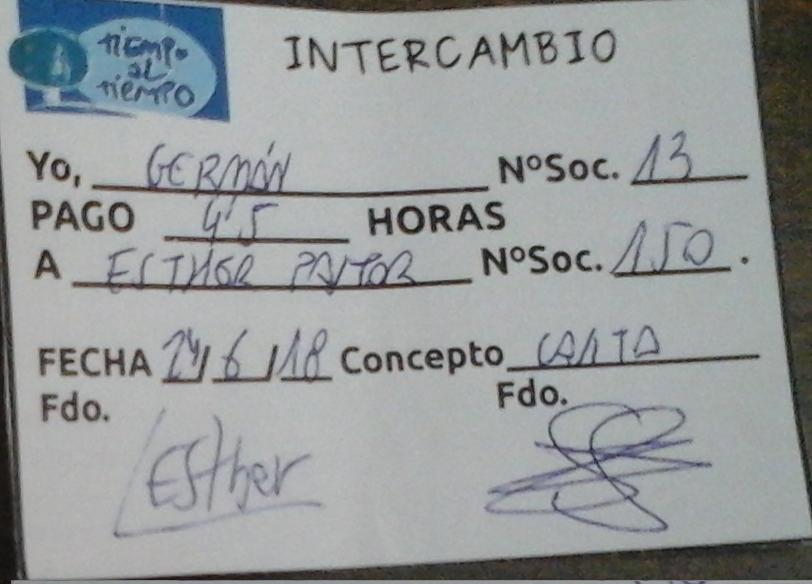 TIEMPO
AL
TIEMPO
INTERCAMBIO
Yo, GERMÁN NºSoc. 13
PAGO 4'5 HORAS
A ESTHER PASTOR NºSoc. 150.
FECHA 24/6/18 Concepto
Fdo. Fdo.
Esther